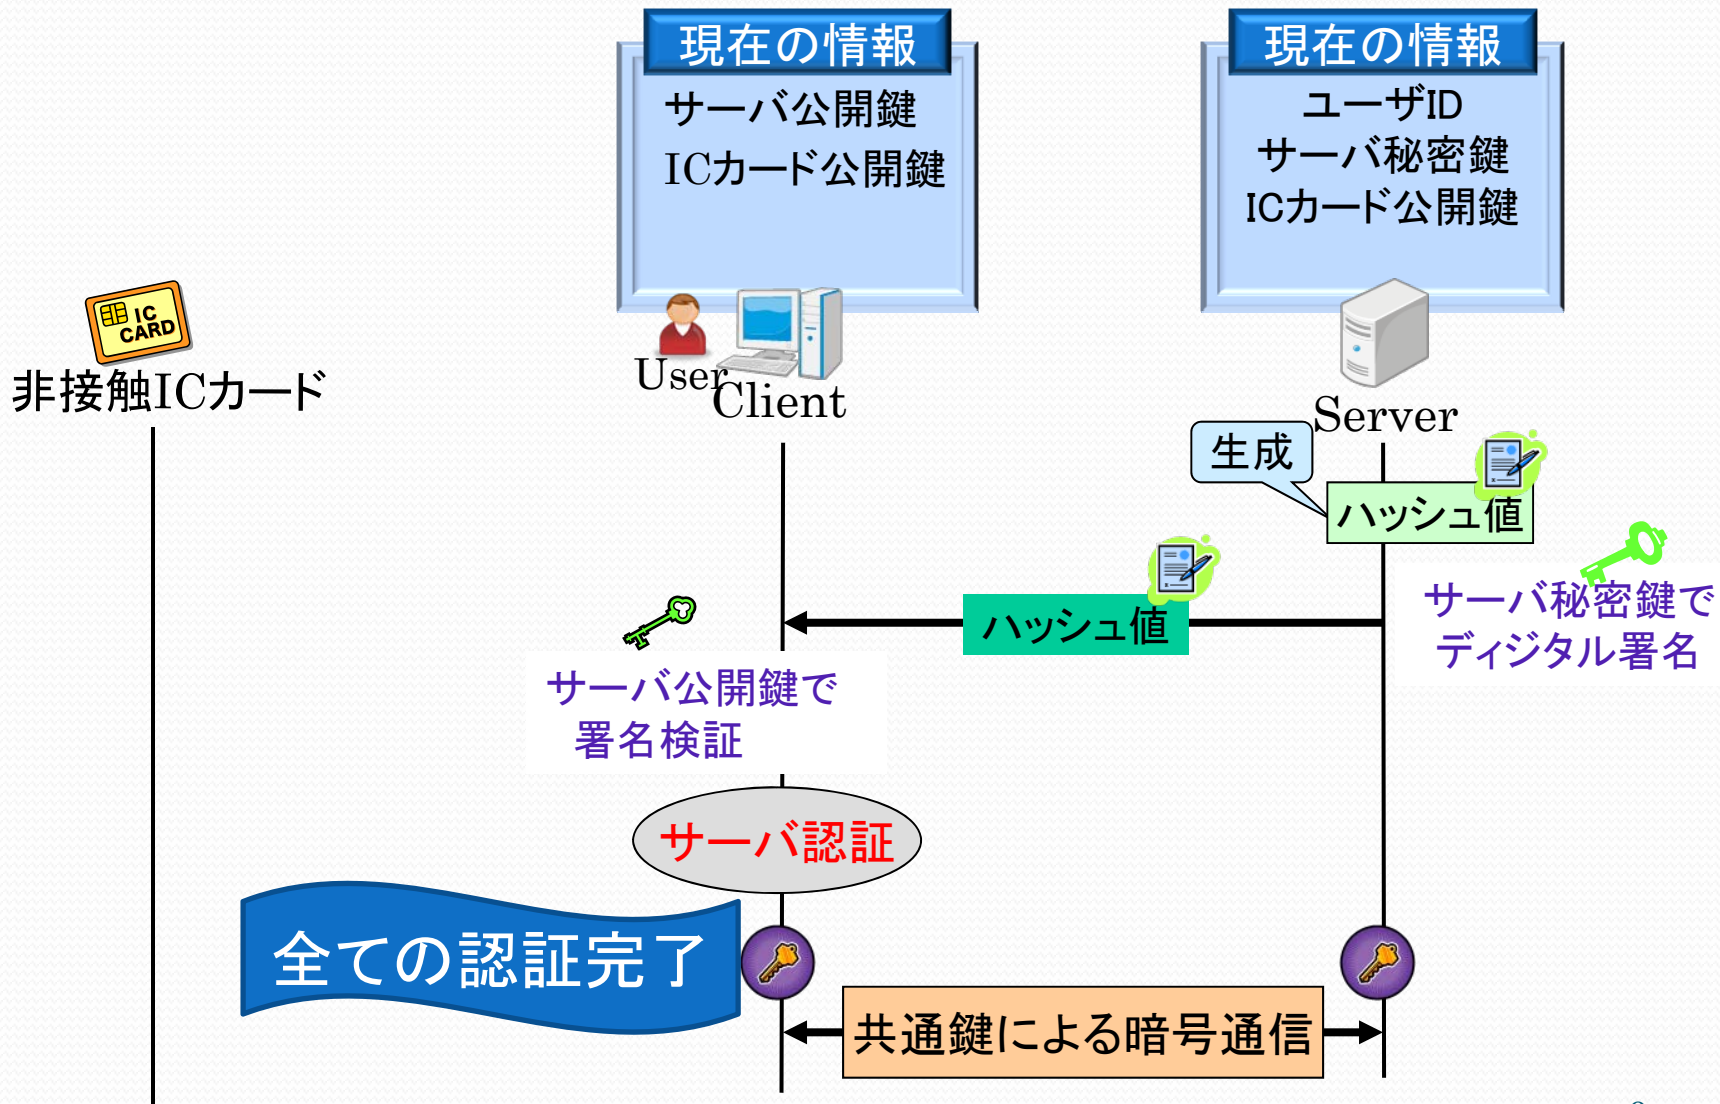 現在の情報
サーバ公開鍵
ICカード公開鍵
現在の情報
ユーザID
サーバ秘密鍵
ICカード公開鍵
IC
CARD
非接触ICカード
User
Client
Server
生成
ハッシュ値
サーバ秘密鍵で
ディジタル署名
ハッシュ値
サーバ公開鍵で
署名検証
サーバ認証
全ての認証完了
共通鍵による暗号通信